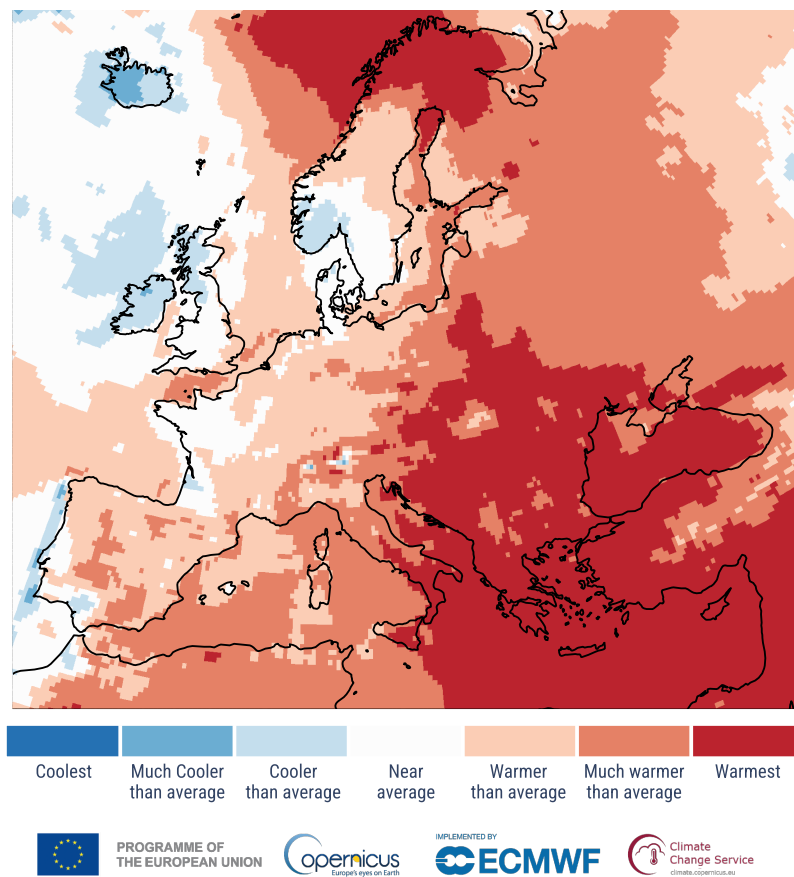 Coolest
Much Cooler
than average
Cooler
than average
Near
average
Warmer
than average
Much warmer
than average
Warmest
PROGRAMME OF
THE EUROPEAN UNION
opernicus
Europe's eyes on Earth
IMPLEMENTED BY
ECMWF
Climate
Change Service
climate.copernicus.eu